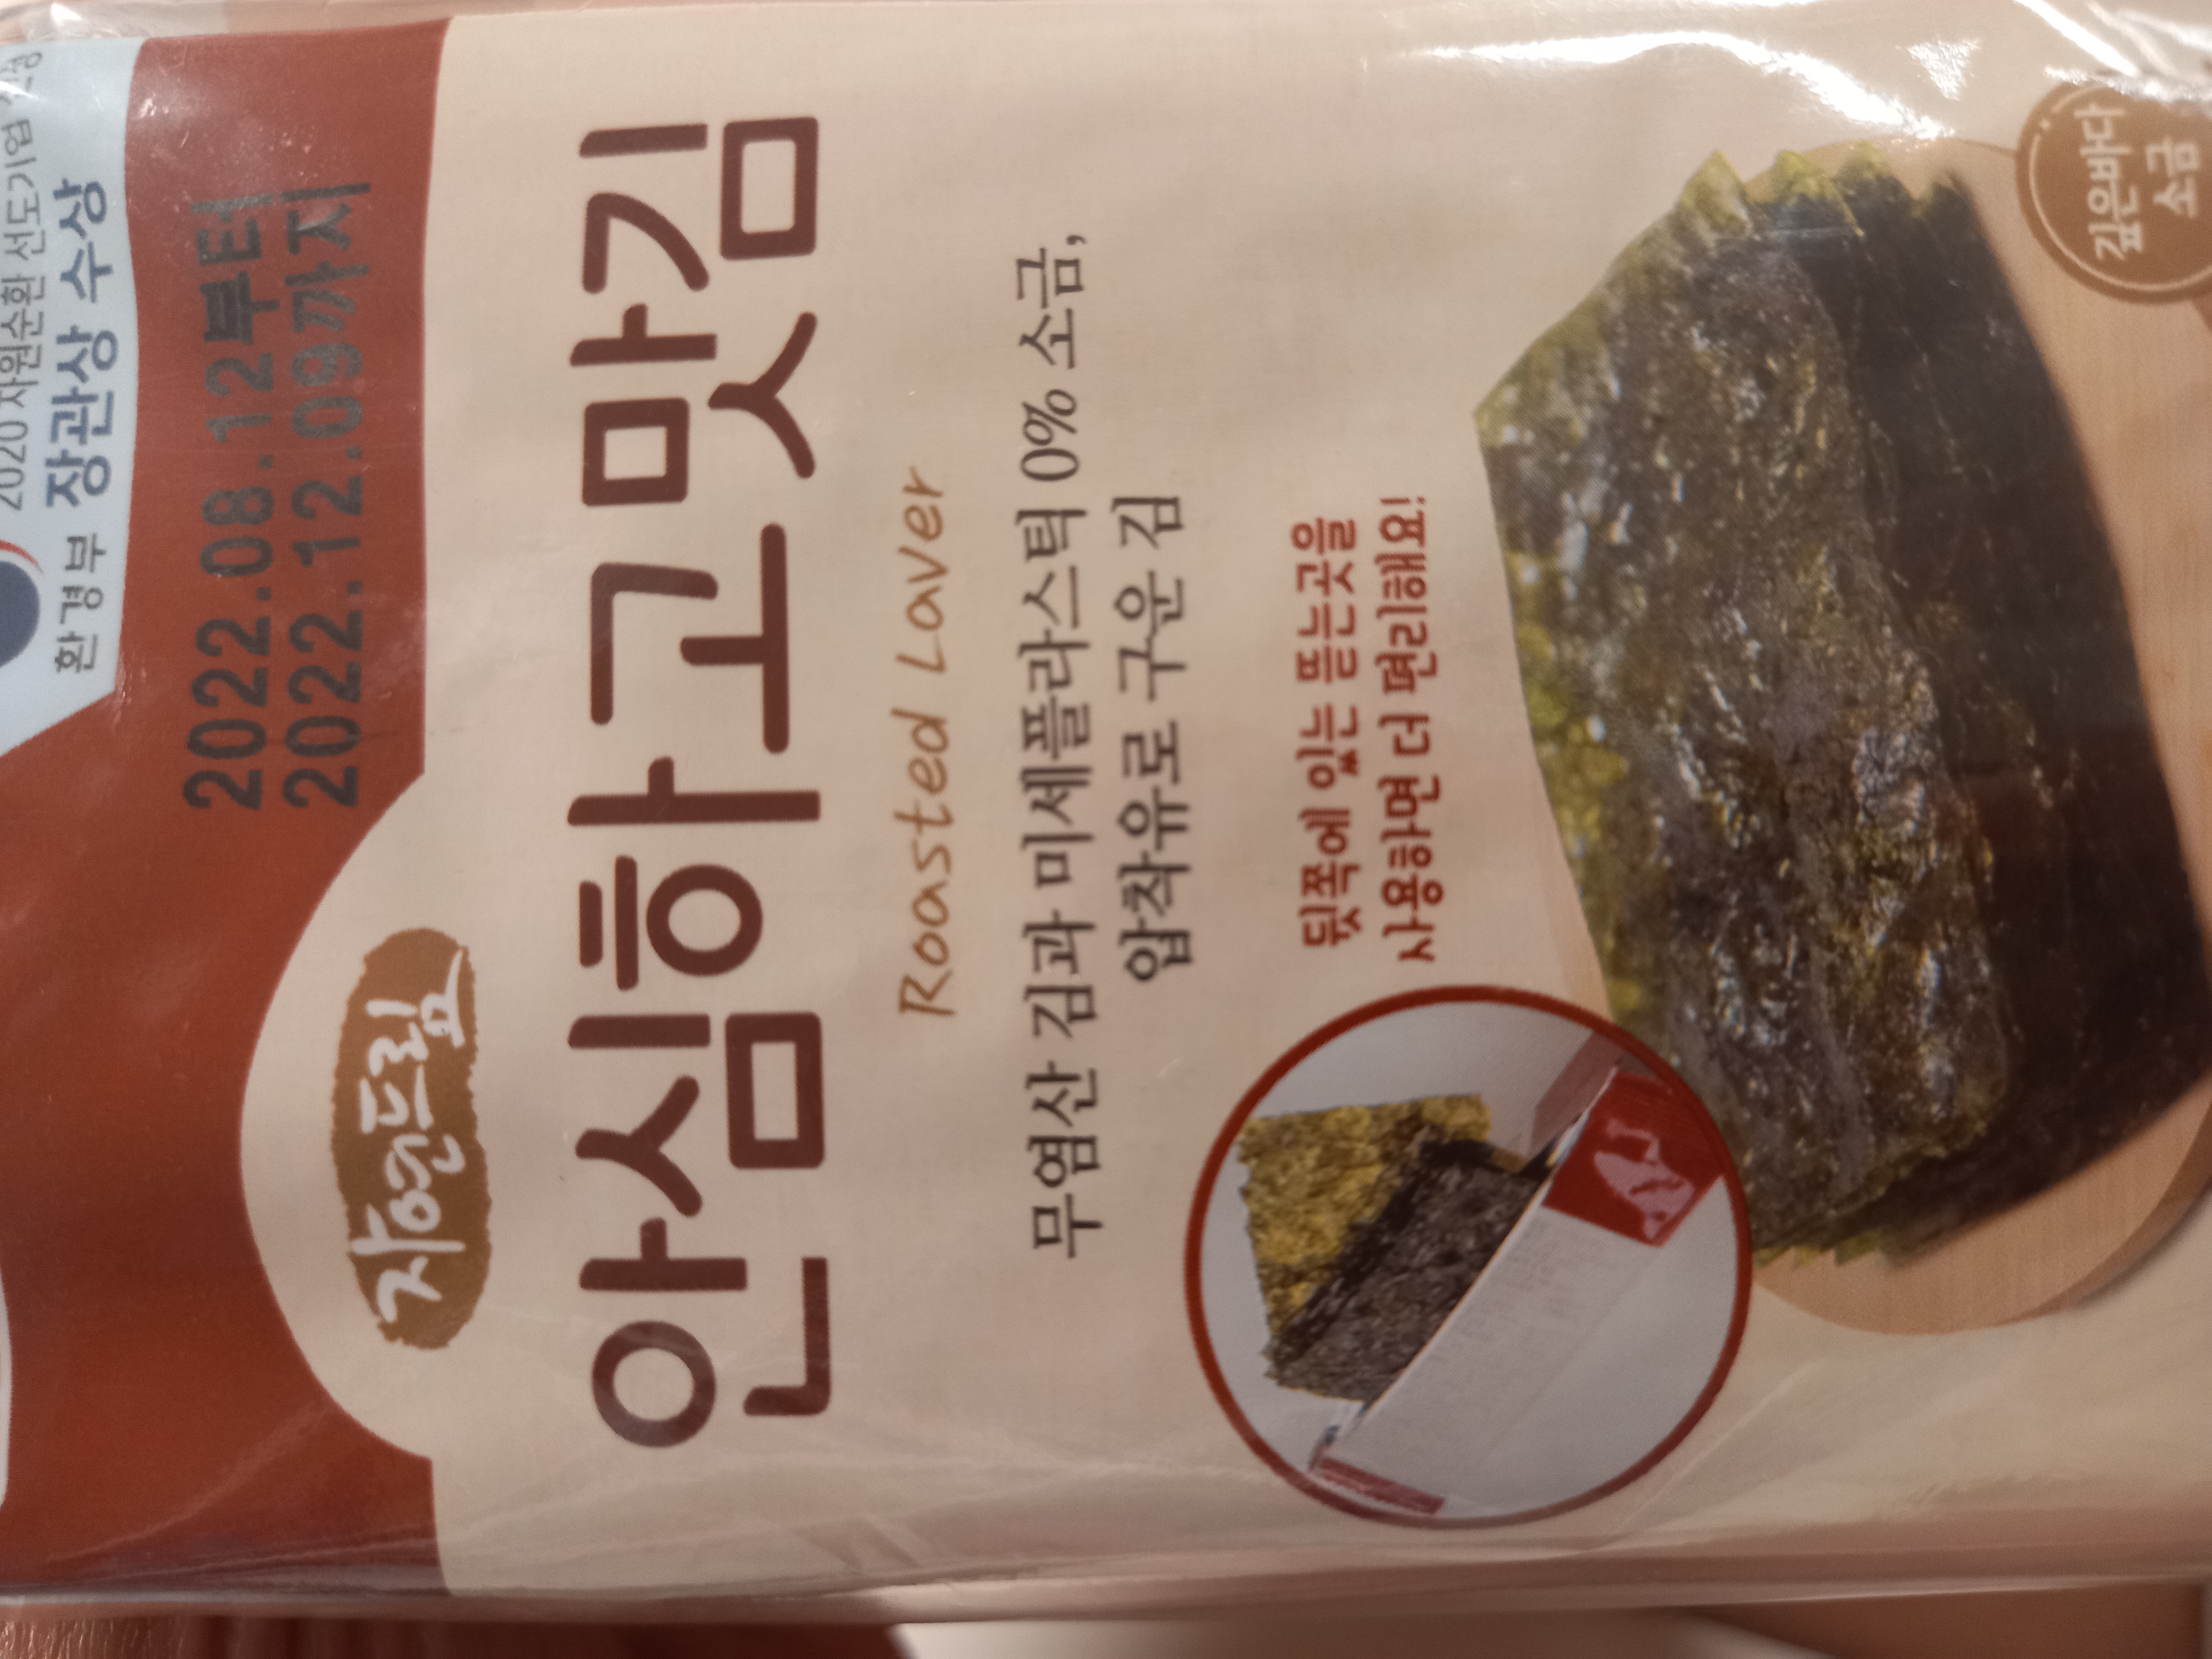 2020 자원순환 선도기업
환경부 장관상 수상
2022.08.12부터
2022.12.09까지
자연드림
안심하고맛김
Roasted Laver
무염산 김과 미세플라스틱 0% 소금,
압착유로 구운 김
뒷쪽에 있는 뜯는곳을
사용하면 더 편리해요!
깊은바다
소금